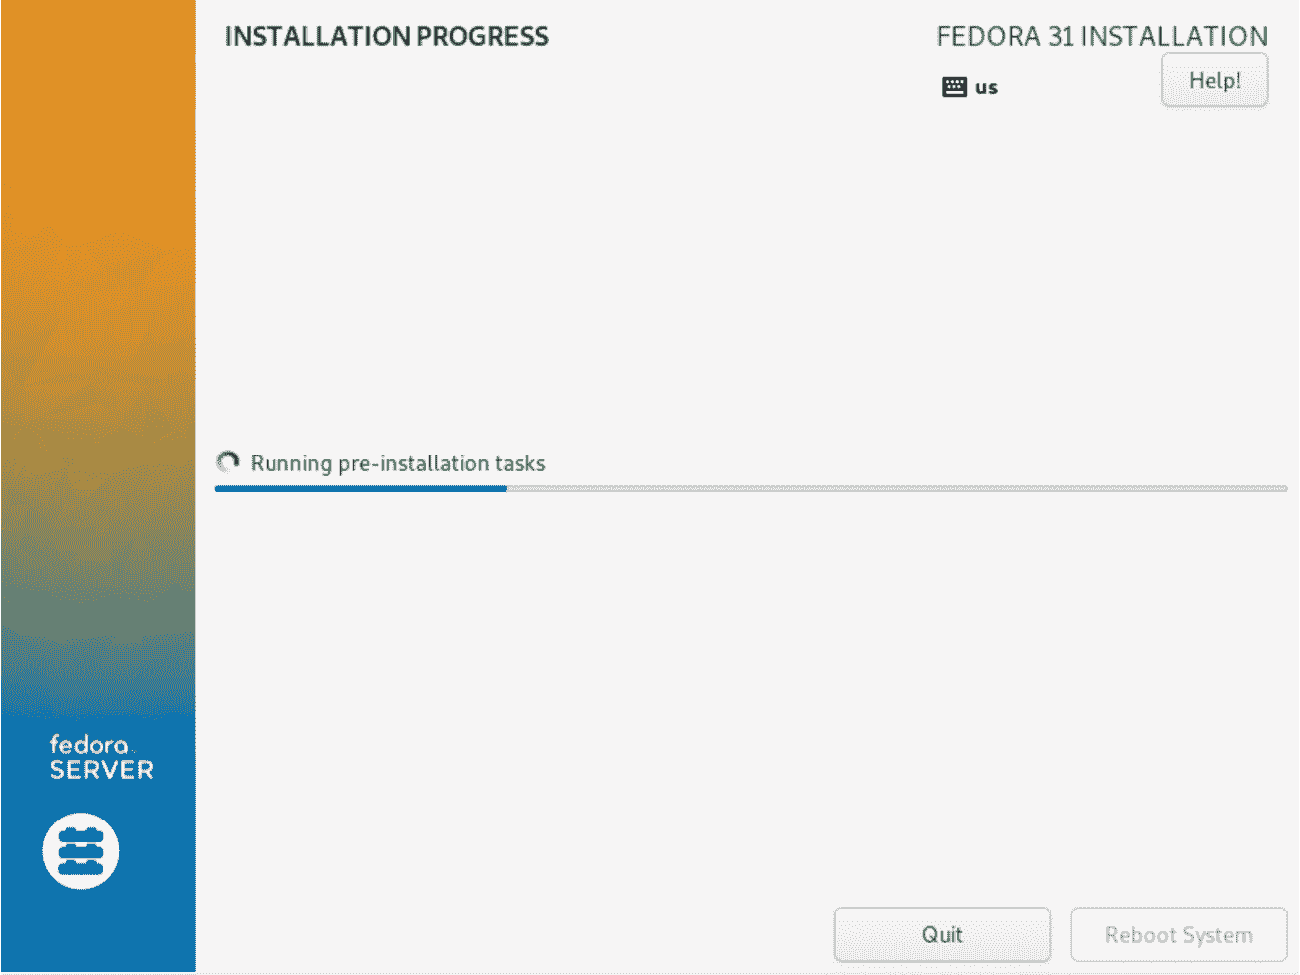 INSTALLATION PROGRESS
FEDORA 31 INSTALLATION
us
Help!
Running pre-installation tasks
fedora
SERVER
Quit
Reboot System